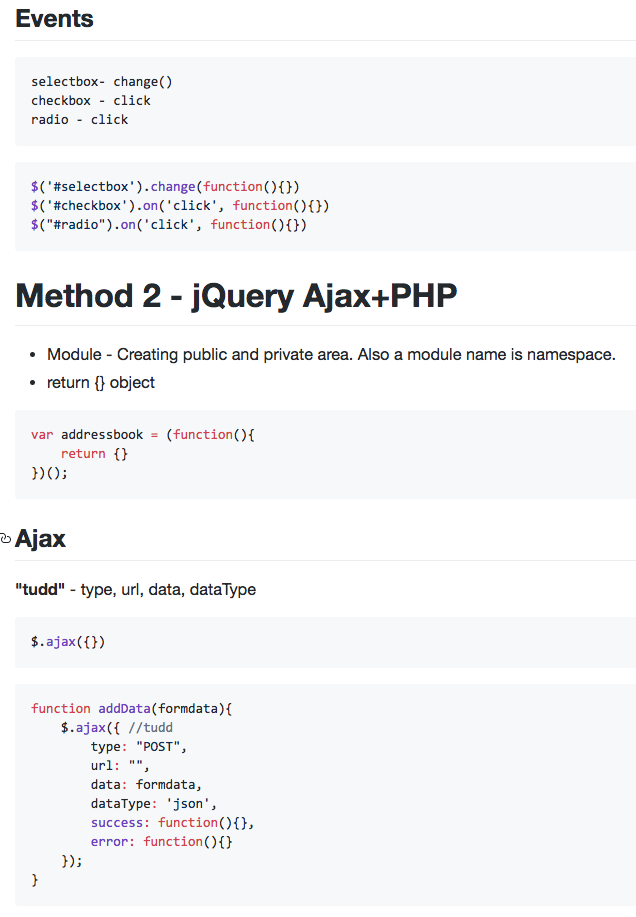 Events
selectbox- change()
checkbox - click
radio - click
$('#selectbox').change(function(){})
$('#checkbox').on('click', function(){})
$("#radio").on('click', function(){})
Method 2 - jQuery Ajax+PHP
• Module - Creating public and private area. Also a module name is namespace.
• return {} object
var addressbook = (function(){
    return {}
})();
Ajax
"tudd" - type, url, data, dataType
$.ajax({})
function addData(formdata){
    $.ajax({ //tudd
        type: "POST",
        url: "",
        data: formdata,
        dataType: 'json',
        success: function(){},
        error: function(){}
    });
}